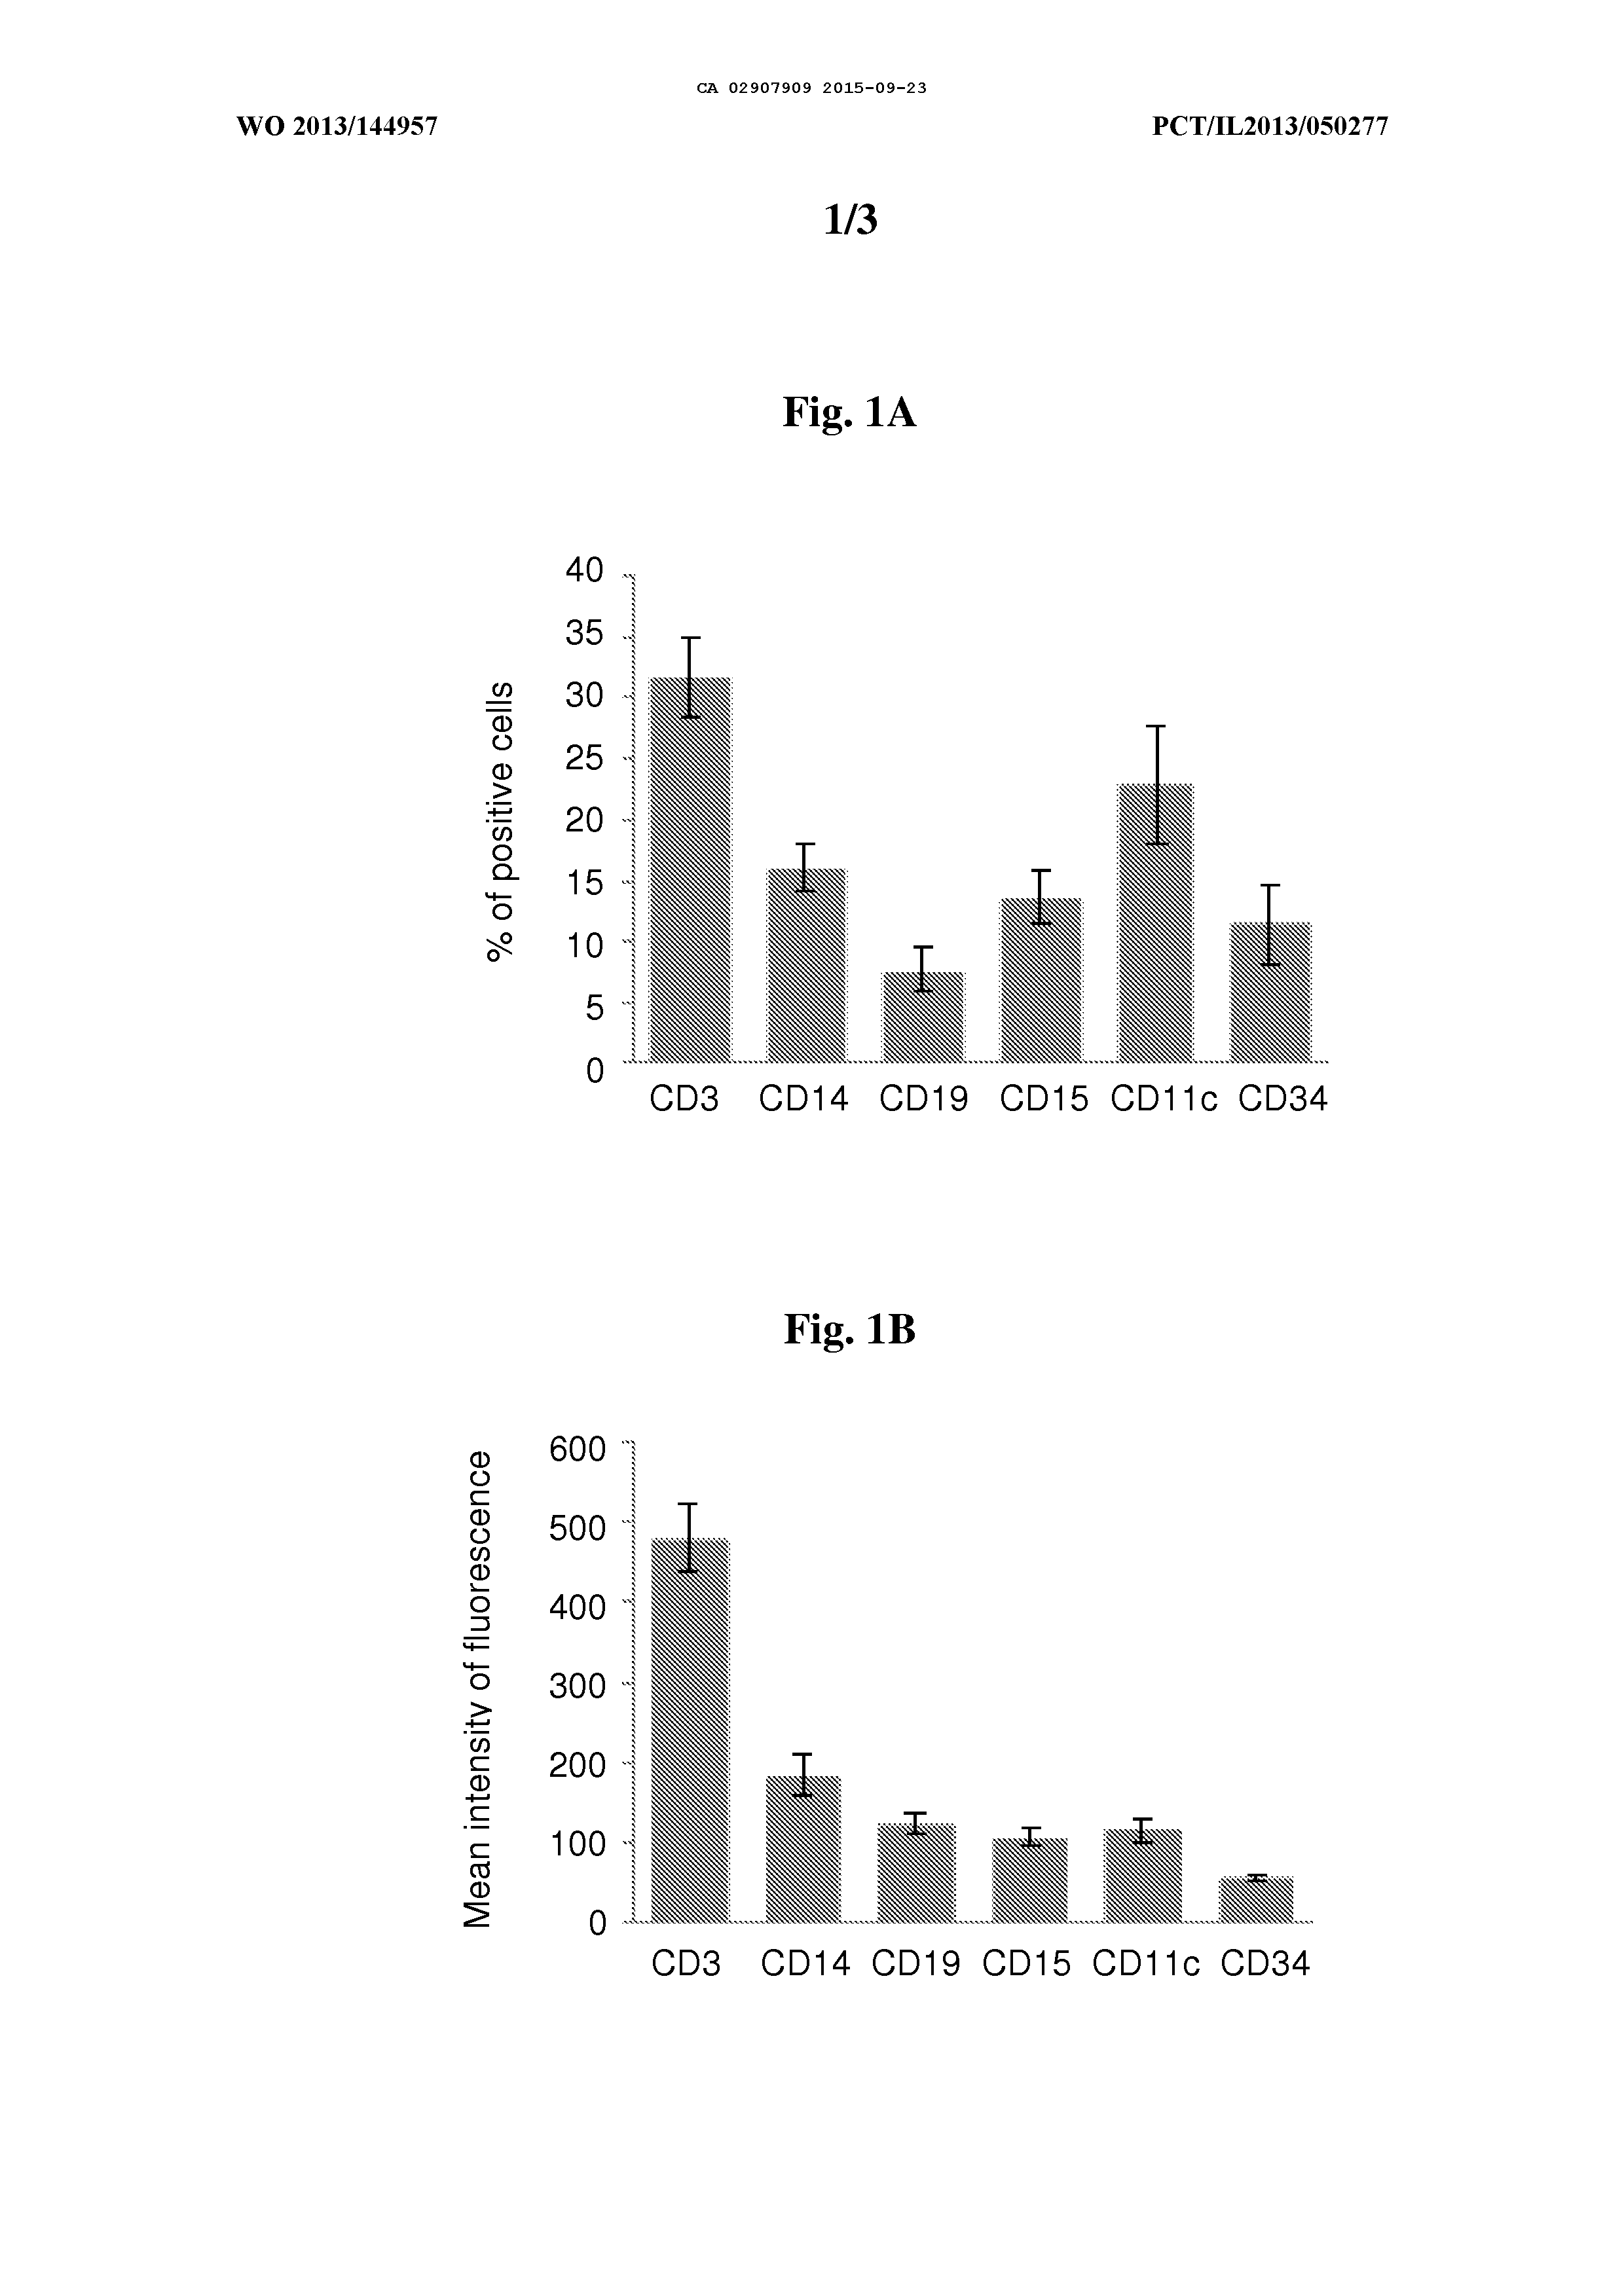 CA 02907909 2015-09-23
WO 2013/144957
PCT/IL2013/050277
1/3
Fig. 1A
% of positive cells
40
35
30
25
20
15
10
5
0
CD3 CD14 CD19 CD15 CD11c CD34
Fig. 1B
Mean intensity of fluorescence
600
500
400
300
200
100
0
CD3 CD14 CD19 CD15 CD11c CD34